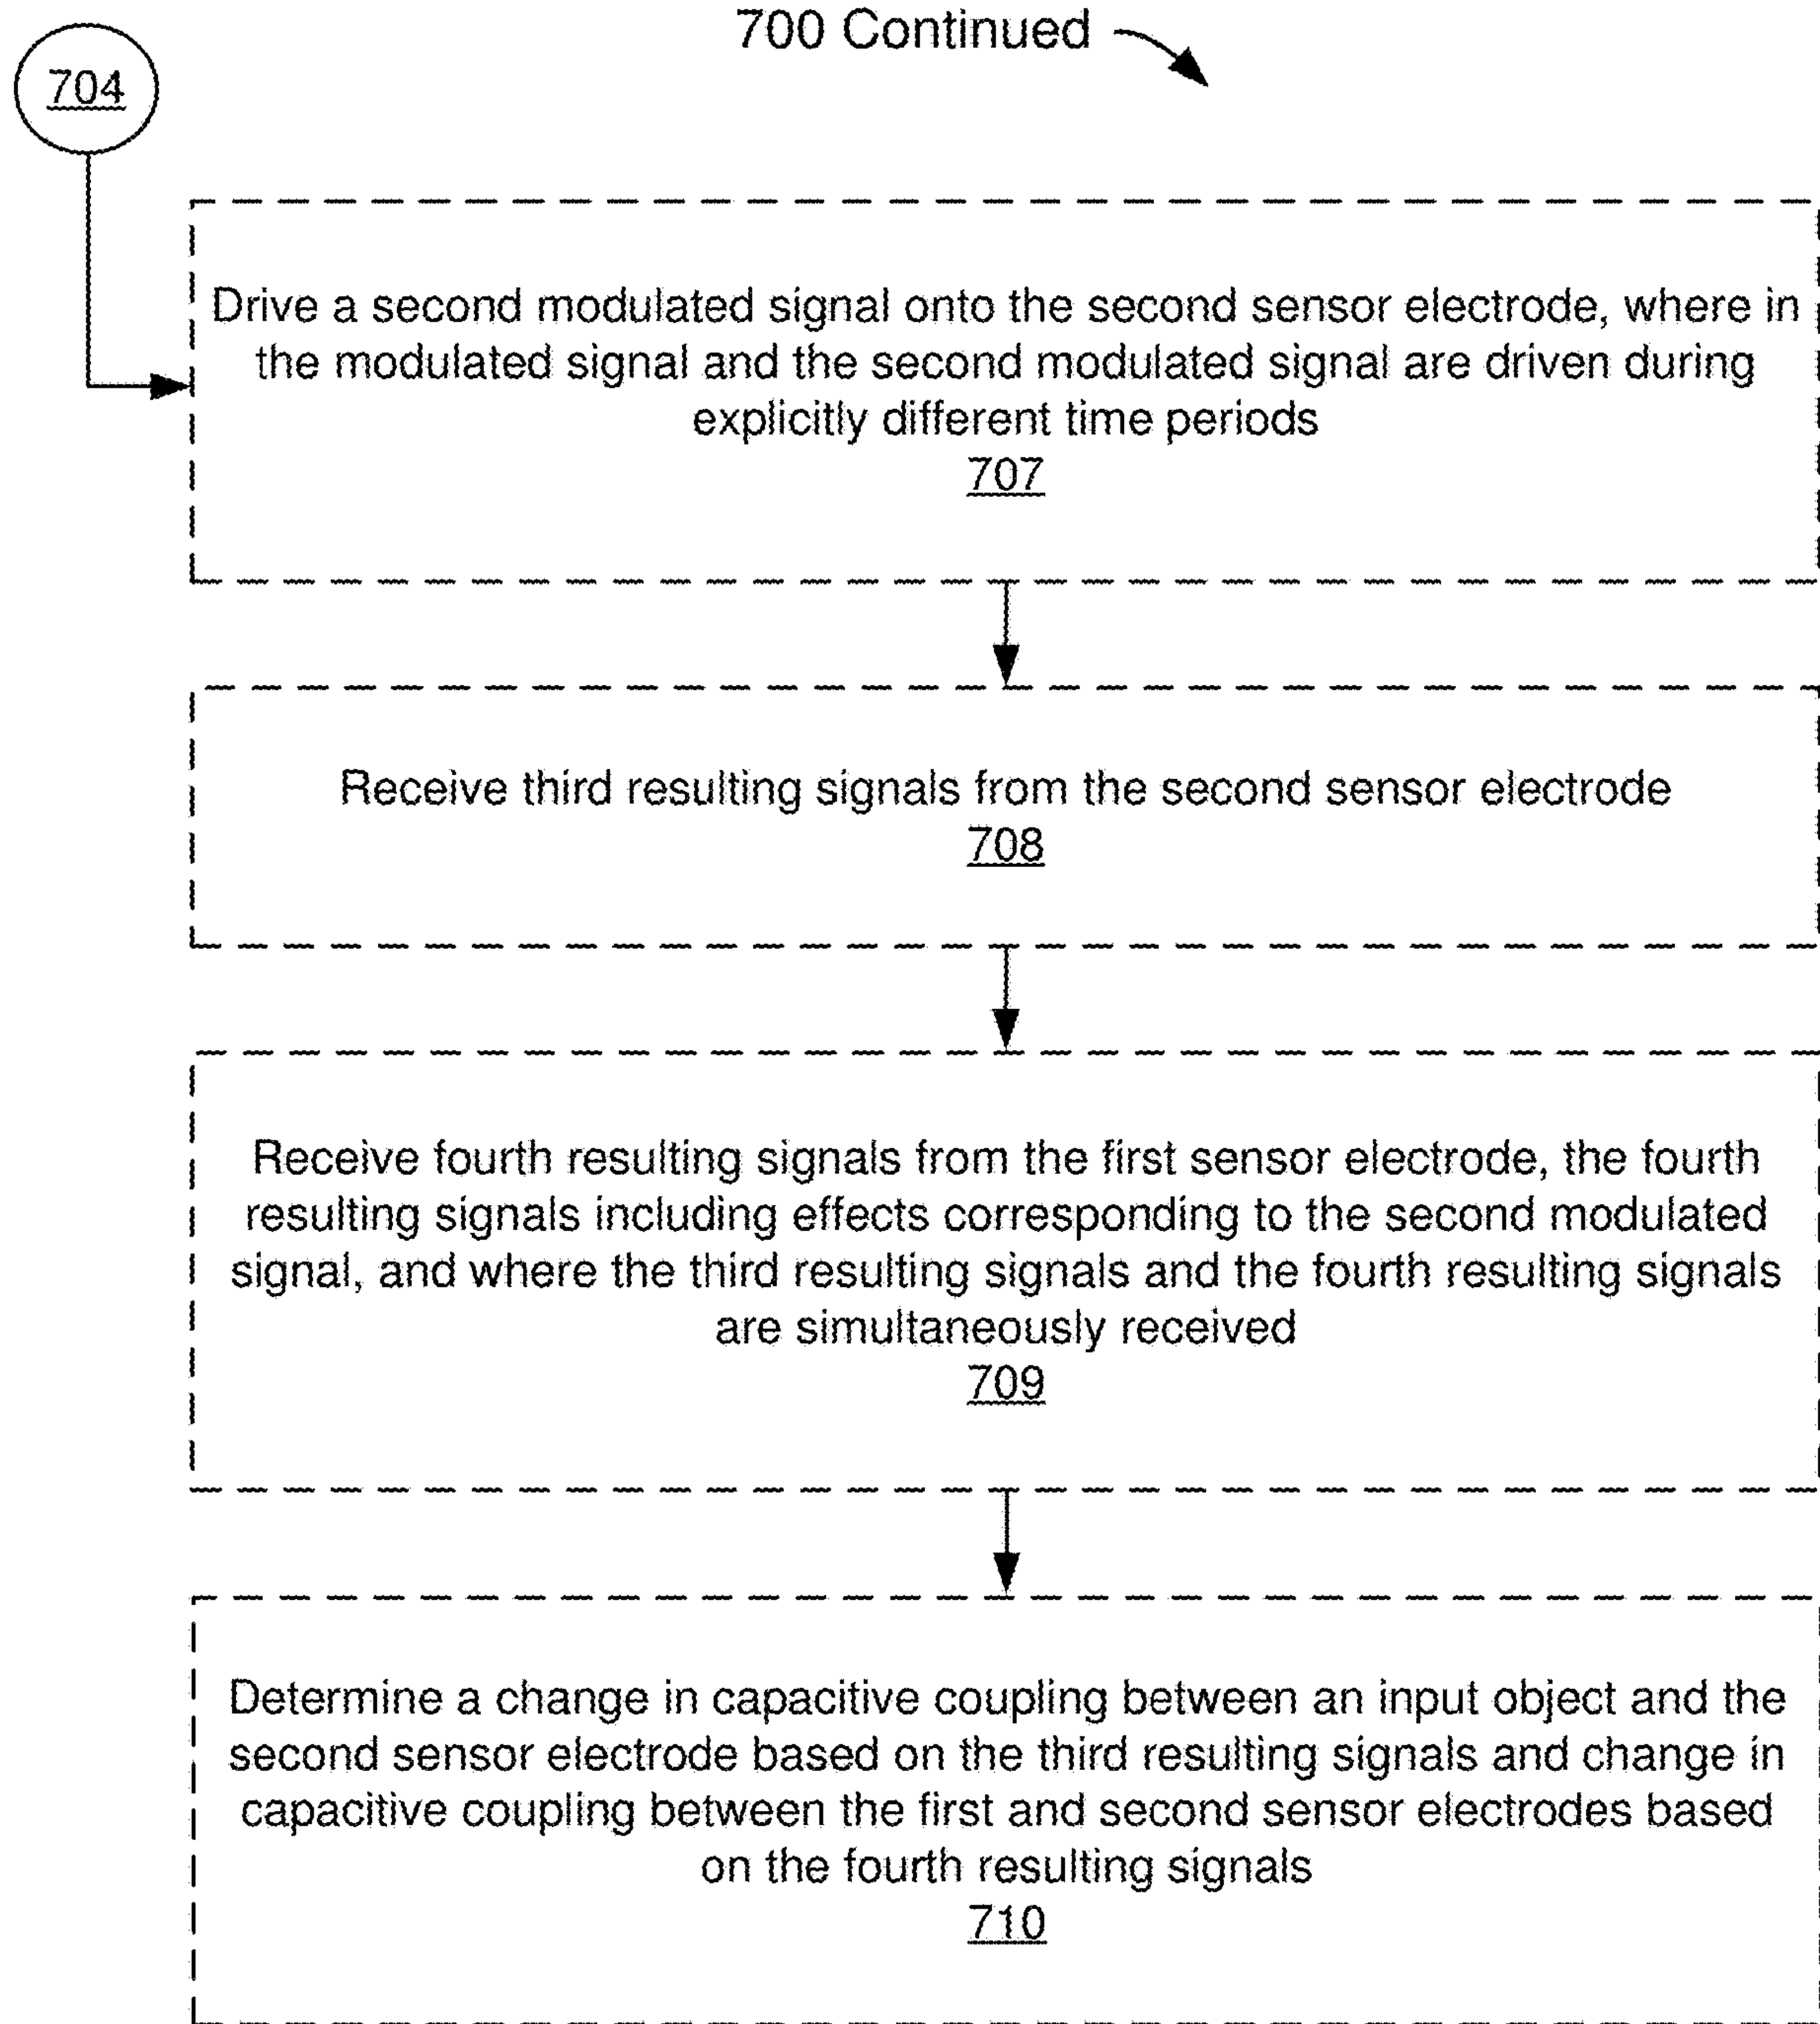 700 Continued
704
Drive a second modulated signal onto the second sensor electrode, where in
the modulated signal and the second modulated signal are driven during
explicitly different time periods
707
Receive third resulting signals from the second sensor electrode
708
Receive fourth resulting signals from the first sensor electrode, the fourth
resulting signals including effects corresponding to the second modulated
signal, and where the third resulting signals and the fourth resulting signals
are simultaneously received
709
Determine a change in capacitive coupling between an input object and the
second sensor electrode based on the third resulting signals and change in
capacitive coupling between the first and second sensor electrodes based
on the fourth resulting signals
710